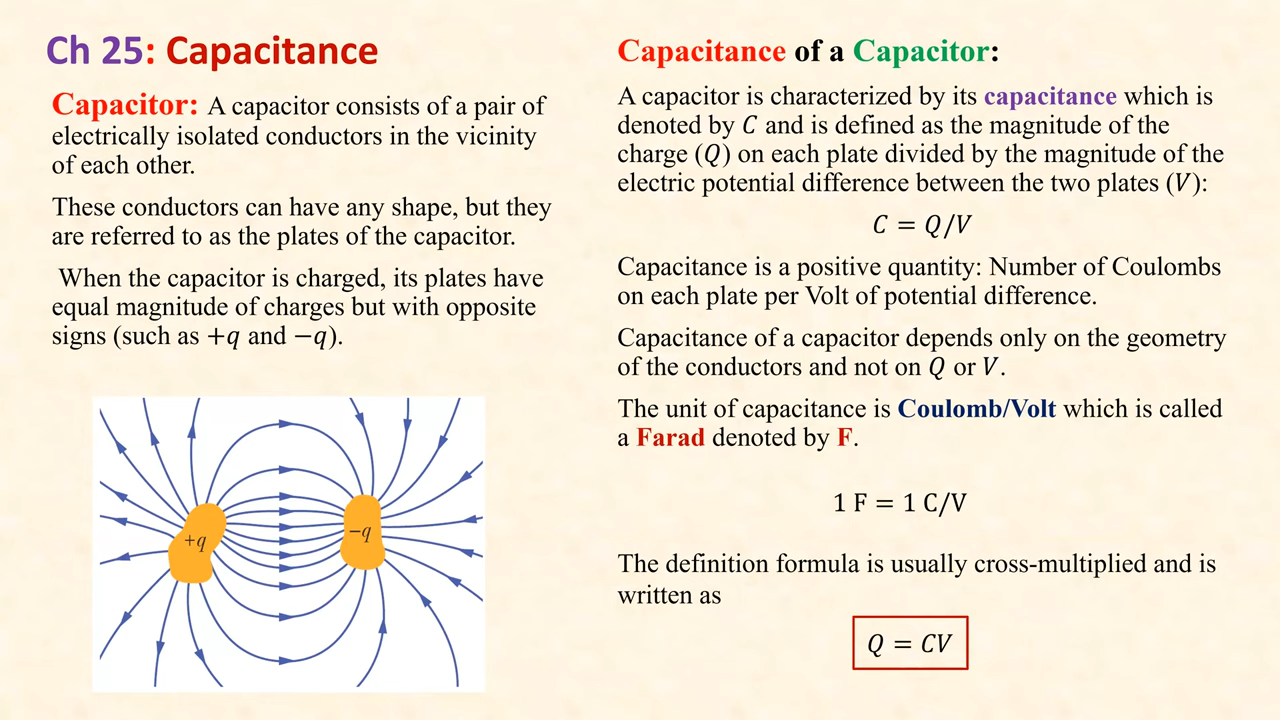 Ch 25: Capacitance
Capacitor: A capacitor consists of a pair of
electrically isolated conductors in the vicinity
of each other.
These conductors can have any shape, but they
are referred to as the plates of the capacitor.
When the capacitor is charged, its plates have
equal magnitude of charges but with opposite
signs (such as +q and −q).
+q
−q
Capacitance of a Capacitor:
A capacitor is characterized by its capacitance which is
denoted by C and is defined as the magnitude of the
charge (Q) on each plate divided by the magnitude of the
electric potential difference between the two plates (V):
C = Q/V
Capacitance is a positive quantity: Number of Coulombs
on each plate per Volt of potential difference.
Capacitance of a capacitor depends only on the geometry
of the conductors and not on Q or V.
The unit of capacitance is Coulomb/Volt which is called
a Farad denoted by F.
1 F = 1 C/V
The definition formula is usually cross-multiplied and is
written as
Q = CV